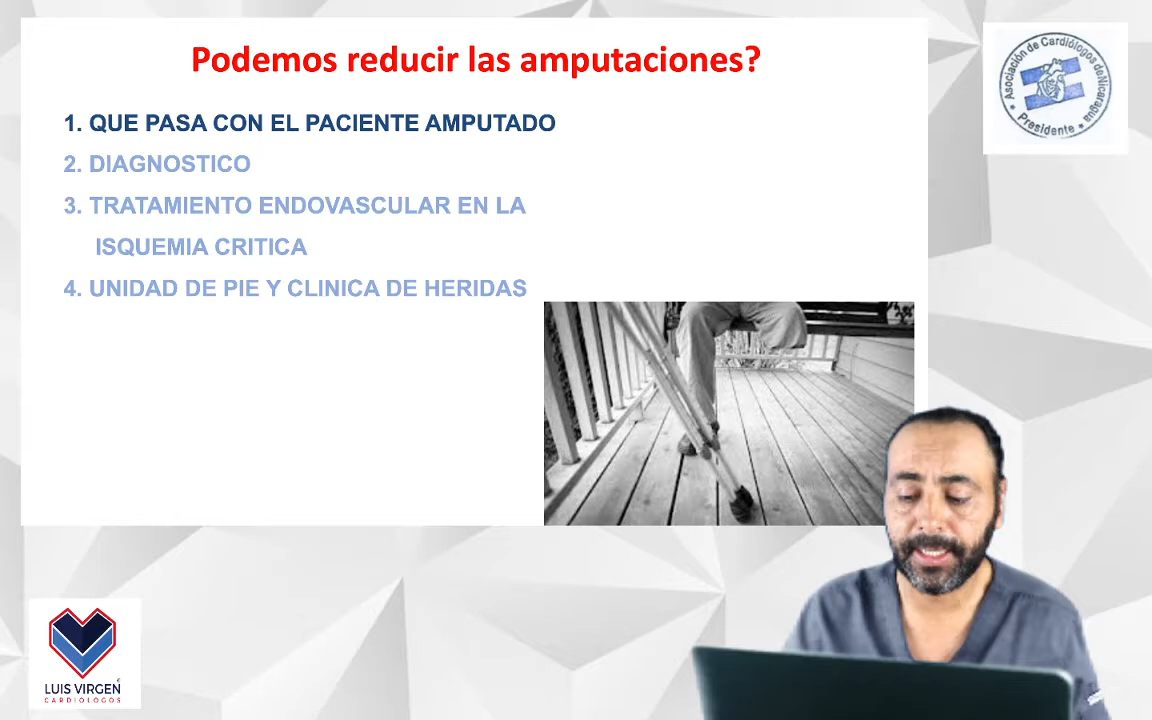 Podemos reducir las amputaciones?
1. QUE PASA CON EL PACIENTE AMPUTADO
2. DIAGNOSTICO
3. TRATAMIENTO ENDOVASCULAR EN LA
ISQUEMIA CRITICA
4. UNIDAD DE PIE Y CLINICA DE HERIDAS
Asociación de Cardiólogos de Nicaragua
Presidente
LUIS VIRGEN
CARDIOLOGOS